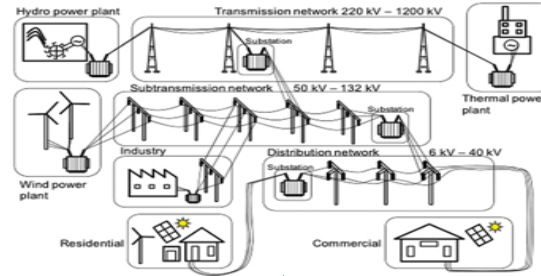 Hydro power plant
Transmission network 220 kV – 1200 kV
Substation
Thermal power
plant
Subtransmission network 50 kV – 132 kV
Substation
Wind power
plant
Industry
Distribution network 6 kV – 40 kV
Substation
Residential
Commercial